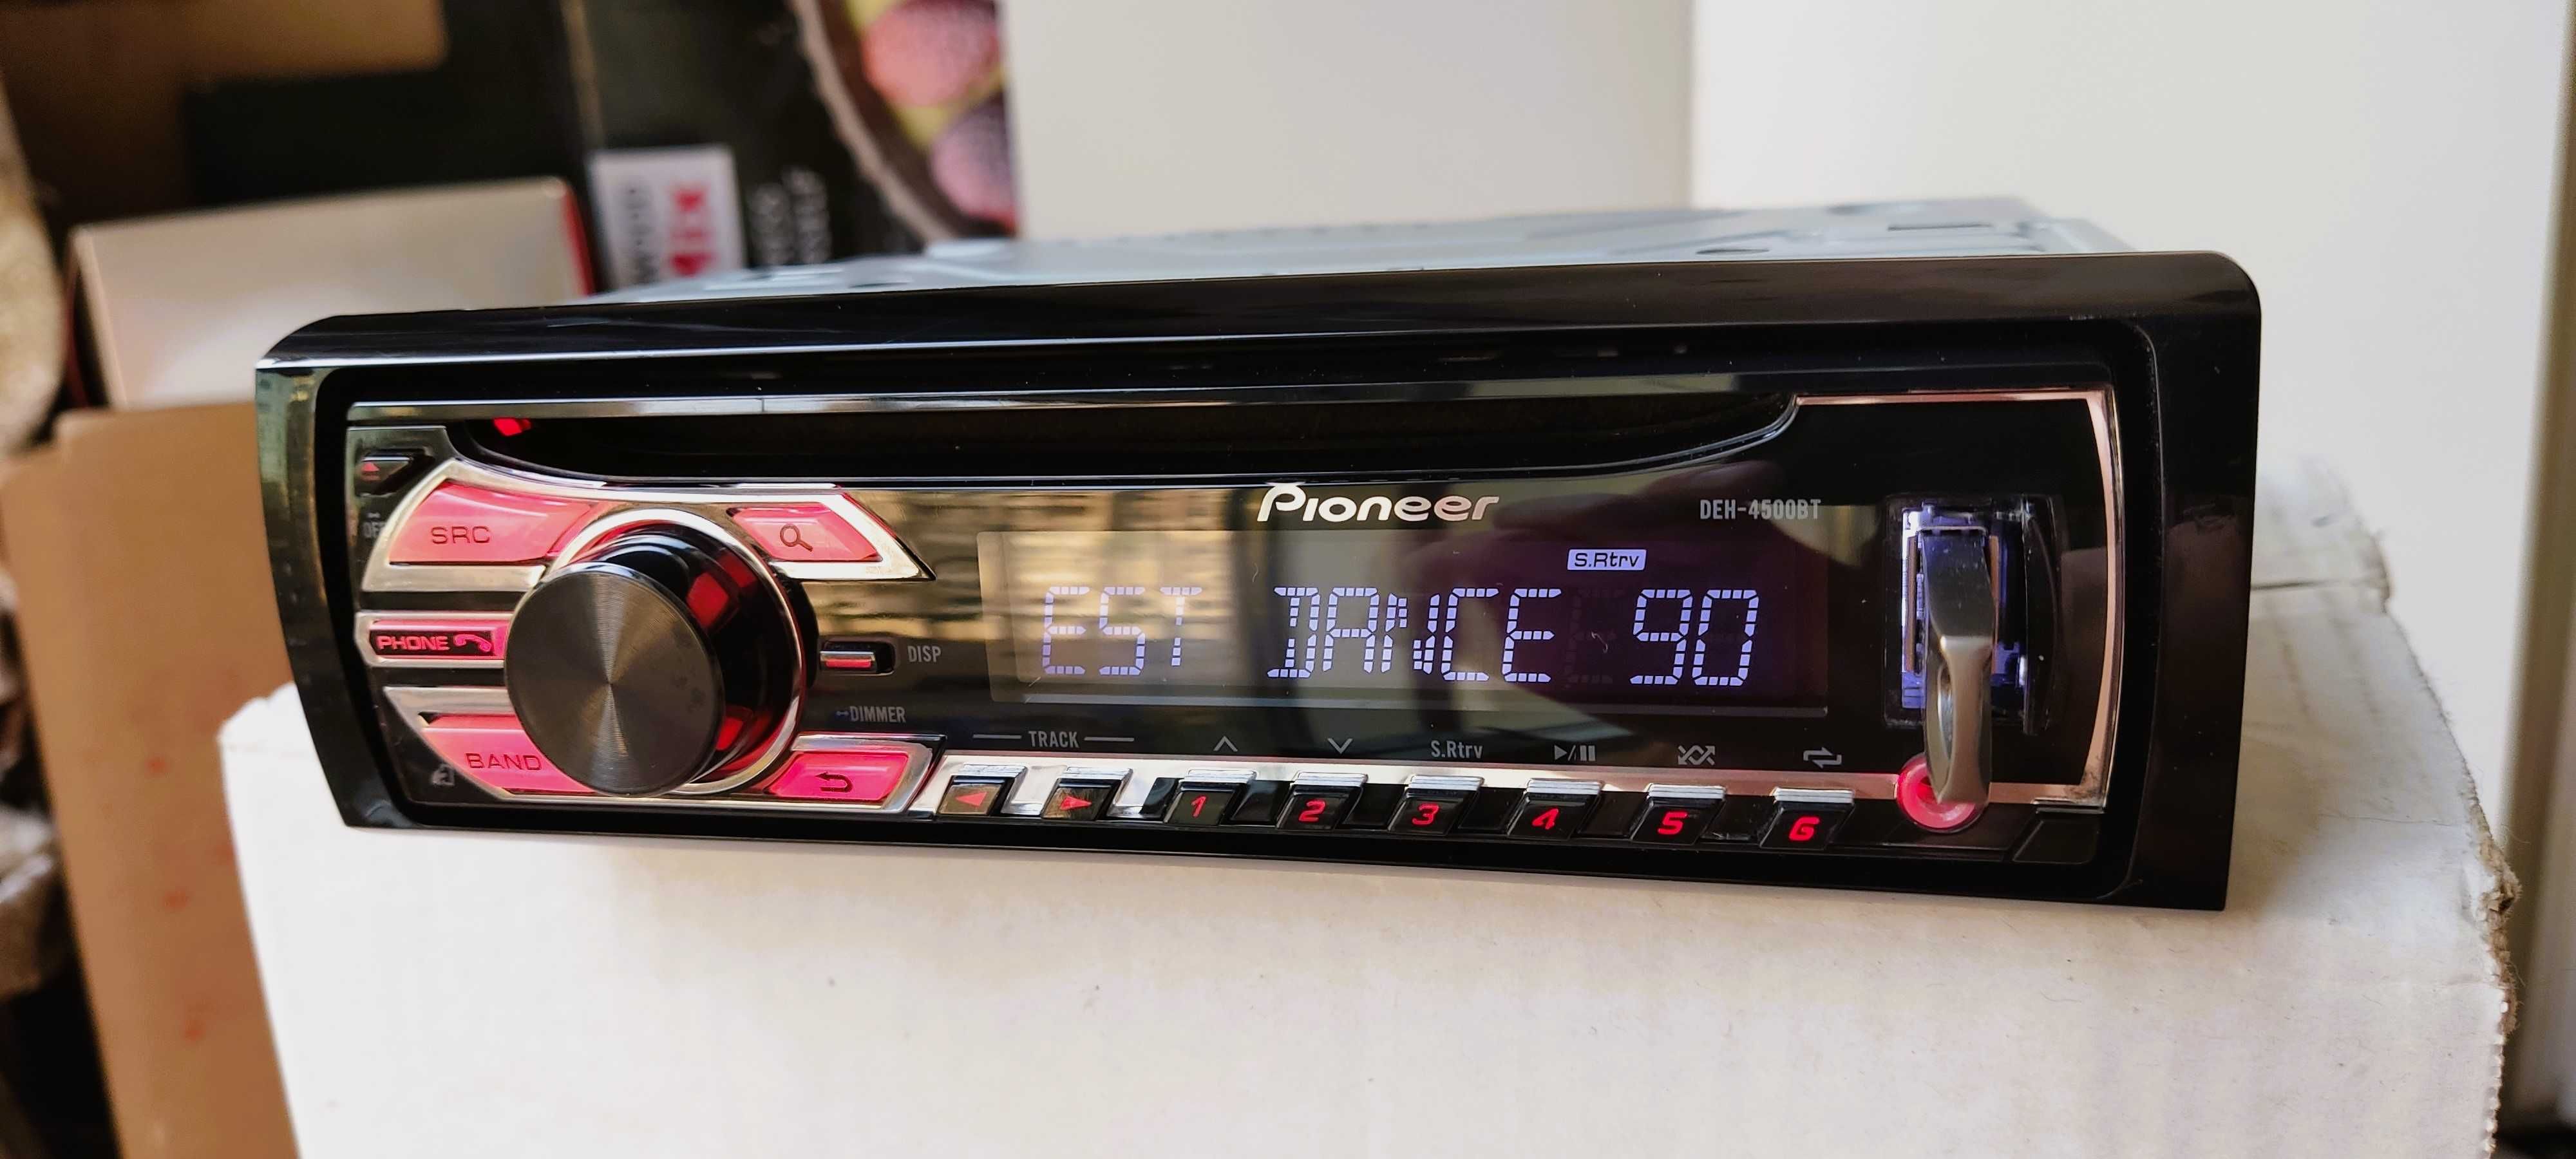 Pioneer
DEH-4500BT
SRC
S.Rtrv
EST DANCE 90
PHONE
DISP
DIMMER
BAND
TRACK
S.Rtrv
1 2 3 4 5 6